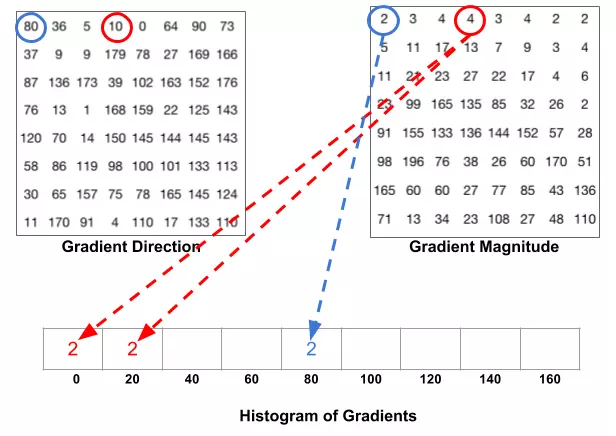 80 36 5 10 0 64 90 73
37 9 9 179 78 27 169 166
87 136 173 39 102 163 152 176
76 13 1 168 159 22 125 143
120 70 14 150 145 144 145 143
58 86 119 98 100 101 133 113
30 65 157 75 78 165 145 124
11 170 91 4 110 17 133 110
Gradient Direction
2 3 4 4 3 4 2 2
5 11 17 13 7 9 3 4
11 21 23 27 22 17 4 6
23 99 165 135 85 32 26 2
91 155 133 136 144 152 57 28
98 196 76 38 26 60 170 51
165 60 60 27 77 85 43 136
71 13 34 23 108 27 48 110
Gradient Magnitude
2 2 2
0 20 40 60 80 100 120 140 160
Histogram of Gradients